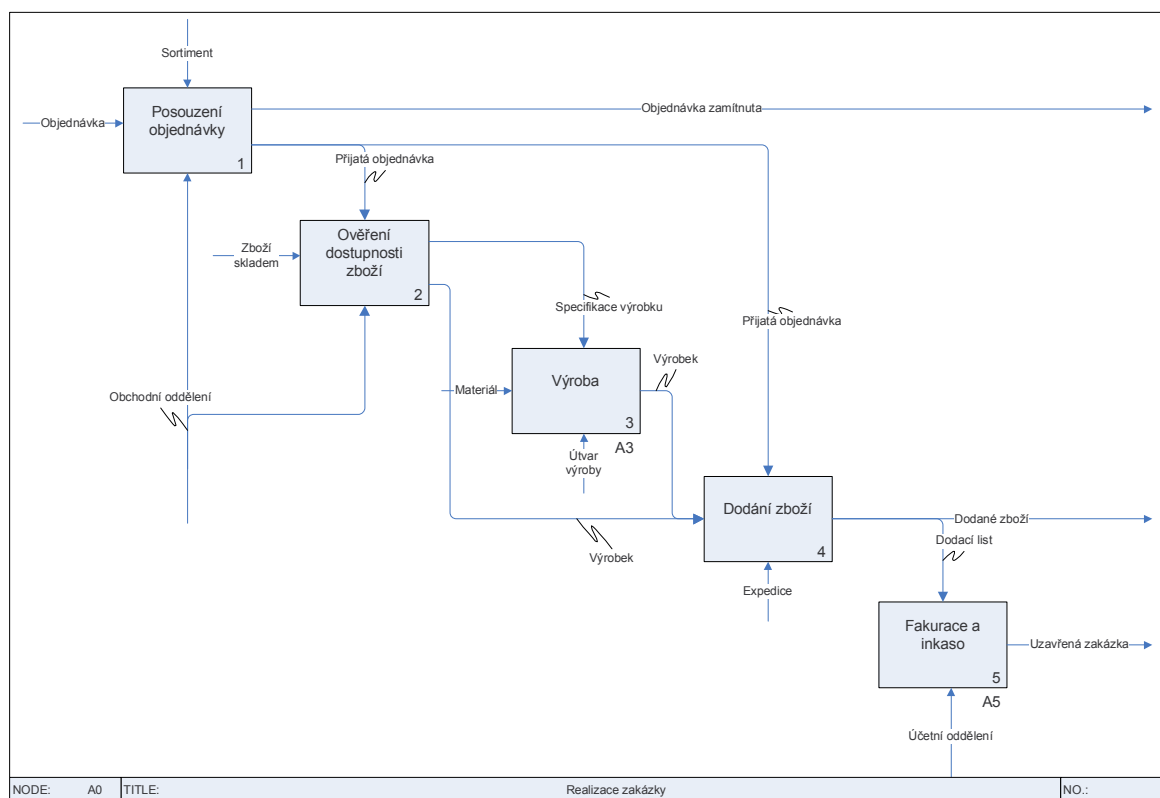 Sortiment
Objednávka
Posouzení
objednávky
1
Objednávka zamítnuta
Přijatá objednávka
Zboží
skladem
Ověření
dostupnosti
zboží
2
Specifikace výrobku
Přijatá objednávka
Obchodní oddělení
Materiál
Výroba
3
A3
Výrobek
Útvar
výroby
Dodání zboží
4
Výrobek
Dodané zboží
Dodací list
Expedice
Fakurace a
inkaso
5
A5
Uzavřená zakázka
Účetní oddělení
NODE: A0 TITLE: Realizace zakázky NO.: